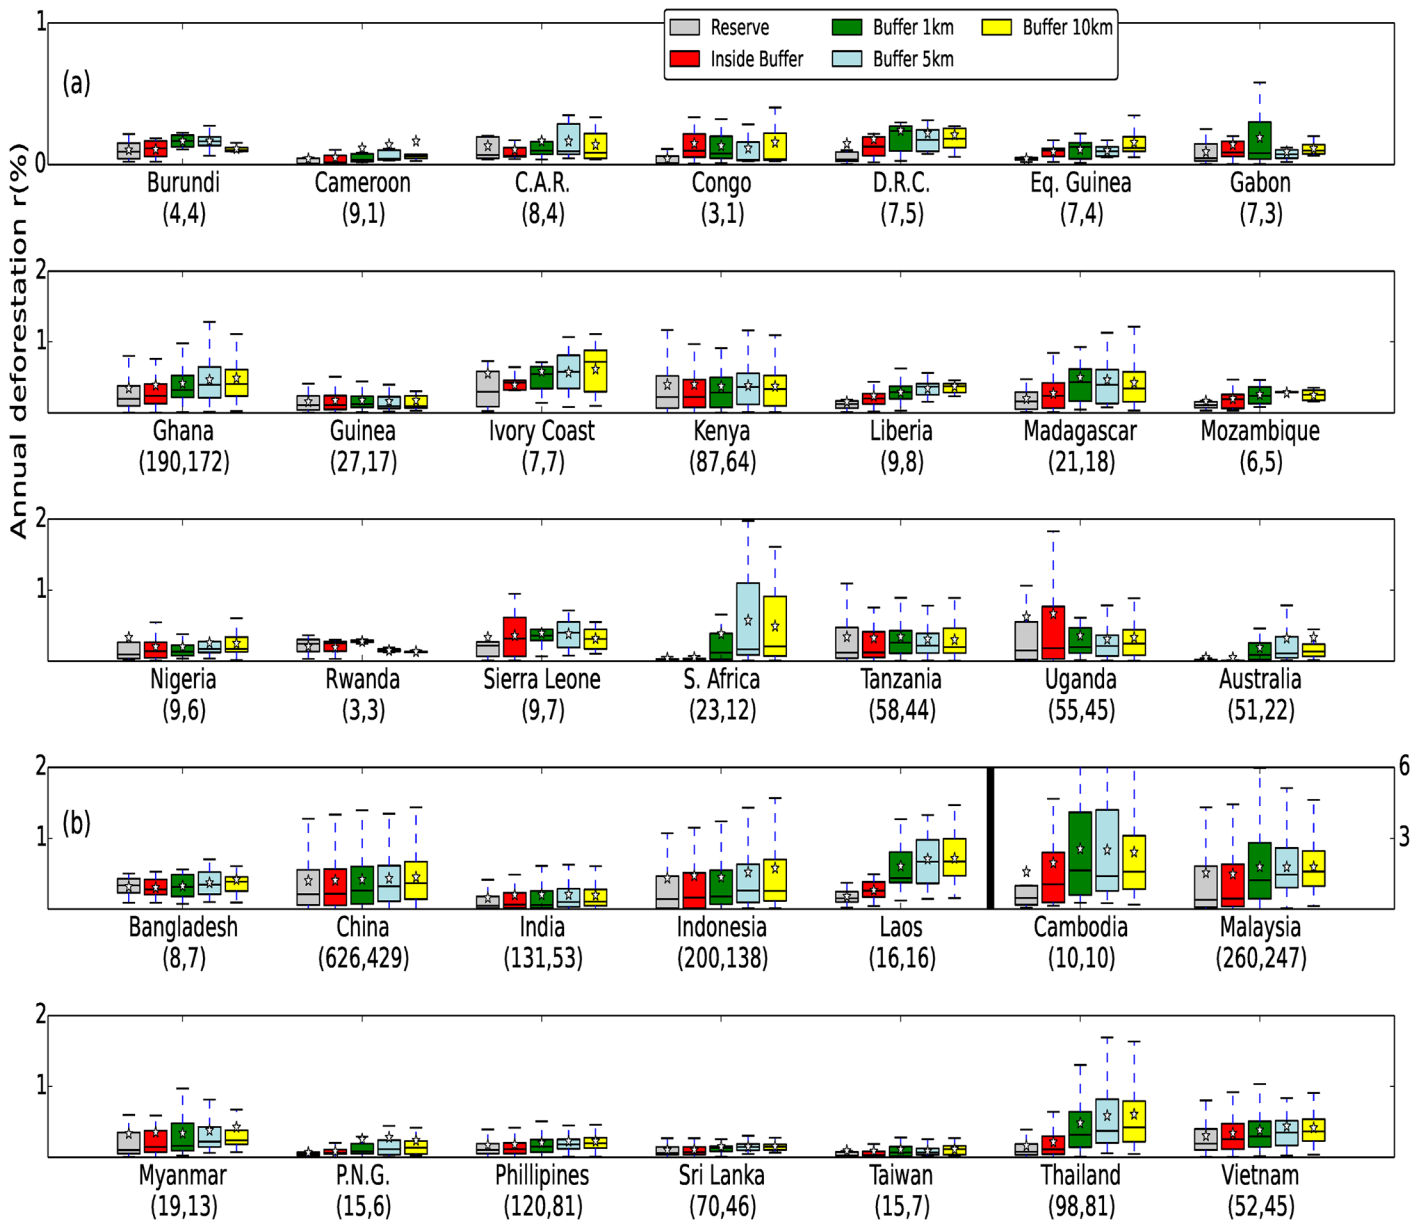 Annual deforestation r(%)
1
0
(a)
Reserve
Inside Buffer
Buffer 1km
Buffer 5km
Buffer 10km
Burundi Cameroon C.A.R. Congo D.R.C. Eq. Guinea Gabon
(4,4) (9,1) (8,4) (3,1) (7,5) (7,4) (7,3)
2
1
Ghana Guinea Ivory Coast Kenya Liberia Madagascar Mozambique
(190,172) (27,17) (7,7) (87,64) (9,8) (21,18) (6,5)
2
1
Nigeria Rwanda Sierra Leone S. Africa Tanzania Uganda Australia
(9,6) (3,3) (9,7) (23,12) (58,44) (55,45) (51,22)
2 6
1 3
(b)
Bangladesh China India Indonesia Laos Cambodia Malaysia
(8,7) (626,429) (131,53) (200,138) (16,16) (10,10) (260,247)
2
1
Myanmar P.N.G. Phillipines Sri Lanka Taiwan Thailand Vietnam
(19,13) (15,6) (120,81) (70,46) (15,7) (98,81) (52,45)